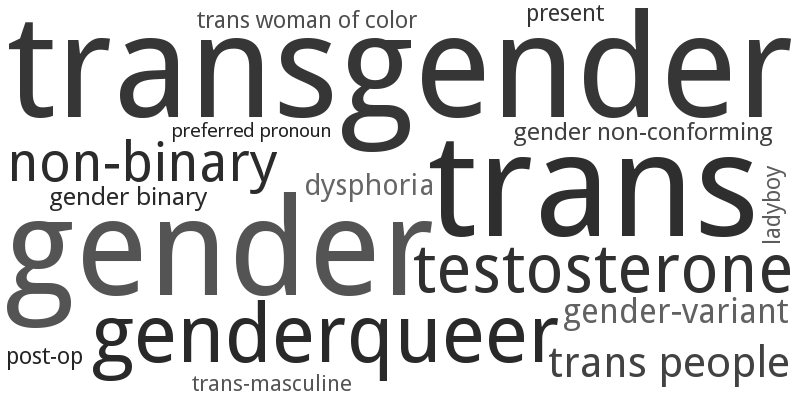 trans woman of color
present
transgender
preferred pronoun
gender non-conforming
non-binary
trans
dysphoria
ladyboy
gender binary
gender
testosterone
genderqueer
gender-variant
post-op
trans people
trans-masculine